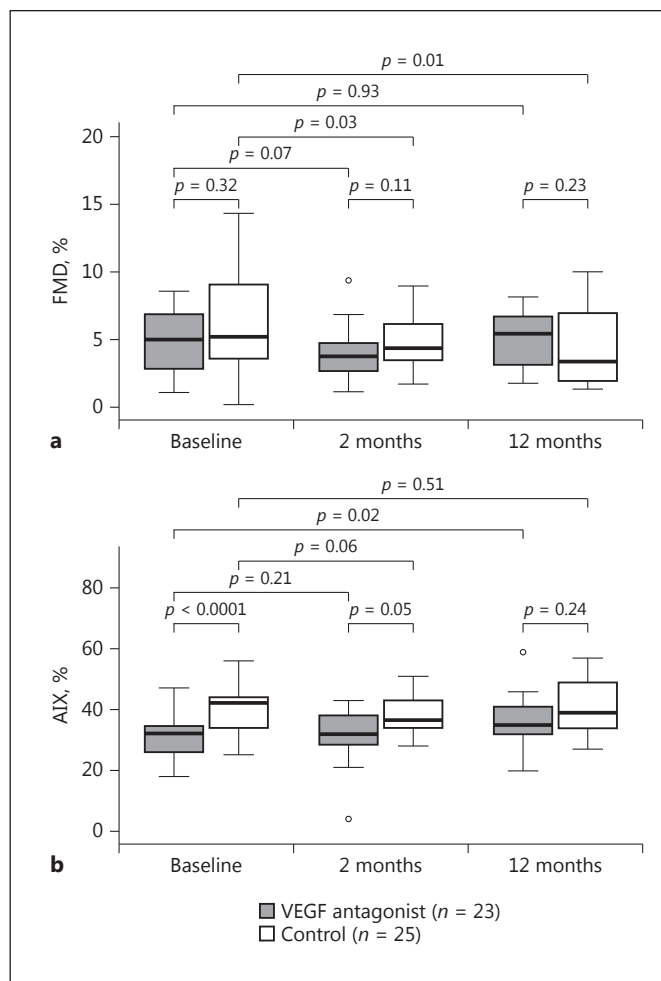 p = 0.01
p = 0.93
p = 0.03
p = 0.07
p = 0.32
p = 0.11
p = 0.23
20
15
10
5
0
FMD, %
a
Baseline
2 months
12 months
p = 0.51
p = 0.02
p = 0.06
p = 0.21
p < 0.0001
p = 0.05
p = 0.24
80
60
40
20
0
AIX, %
b
Baseline
2 months
12 months
VEGF antagonist (n = 23)
Control (n = 25)